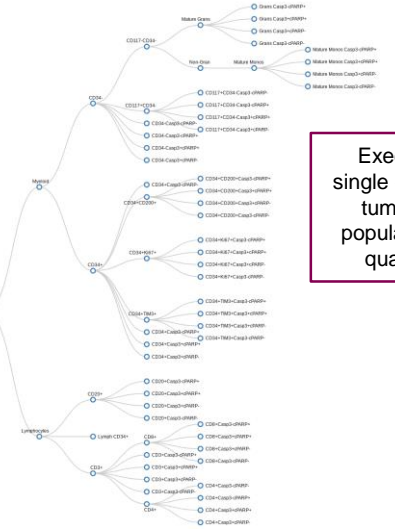 Grans Casp3-cPARP+
Mature Grans
Grans Casp3+cPARP+
Grans Casp3+cPARP-
Grans Casp3-cPARP-
CD117-CD34-
Mature Monos Casp3-cPARP+
Mature Monos Casp3+cPARP+
Non-Gran
Mature Monos
Mature Monos Casp3+cPARP-
Mature Monos Casp3-cPARP-
CD34-
CD117+CD34-Casp3-cPARP-
CD117+CD34-Casp3-cPARP+
CD117+CD34-
CD117+CD34-Casp3+cPARP+
CD117+CD34-Casp3+cPARP-
CD34-Casp3-cPARP-
CD34-Casp3+cPARP+
CD34-Casp3-cPARP+
CD34-Casp3+cPARP-
Exe
single
tum
popula
qua
Myeloid
CD34+Casp3-cPARP-
CD34+CD200+
CD34+CD200+Casp3-cPARP+
CD34+CD200+Casp3+cPARP+
CD34+CD200+Casp3+cPARP-
CD34+CD200+Casp3-cPARP-
CD34+Ki67+
CD34+Ki67+Casp3-cPARP+
CD34+Ki67+Casp3+cPARP+
CD34+Ki67+Casp3+cPARP-
CD34+Ki67+Casp3-cPARP-
CD34+
CD34+TIM3+
CD34+TIM3+Casp3-cPARP+
CD34+TIM3+Casp3+cPARP+
CD34+TIM3+Casp3+cPARP-
CD34+TIM3+Casp3-cPARP-
CD34+Casp3-cPARP+
CD34+Casp3+cPARP+
CD34+Casp3+cPARP-
CD20+
CD20+Casp3-cPARP+
CD20+Casp3+cPARP+
CD20+Casp3+cPARP-
CD20+Casp3-cPARP-
Lymphocytes
Lymph CD34+
CD8+
CD8+Casp3-cPARP+
CD8+Casp3+cPARP+
CD8+Casp3+cPARP-
CD8+Casp3-cPARP-
CD3+
CD3+Casp3-cPARP-
CD3+Casp3+cPARP+
CD3+Casp3-cPARP+
CD3+Casp3+cPARP-
CD4+
CD4+Casp3-cPARP-
CD4+Casp3-cPARP+
CD4+Casp3+cPARP+
CD4+Casp3+cPARP-